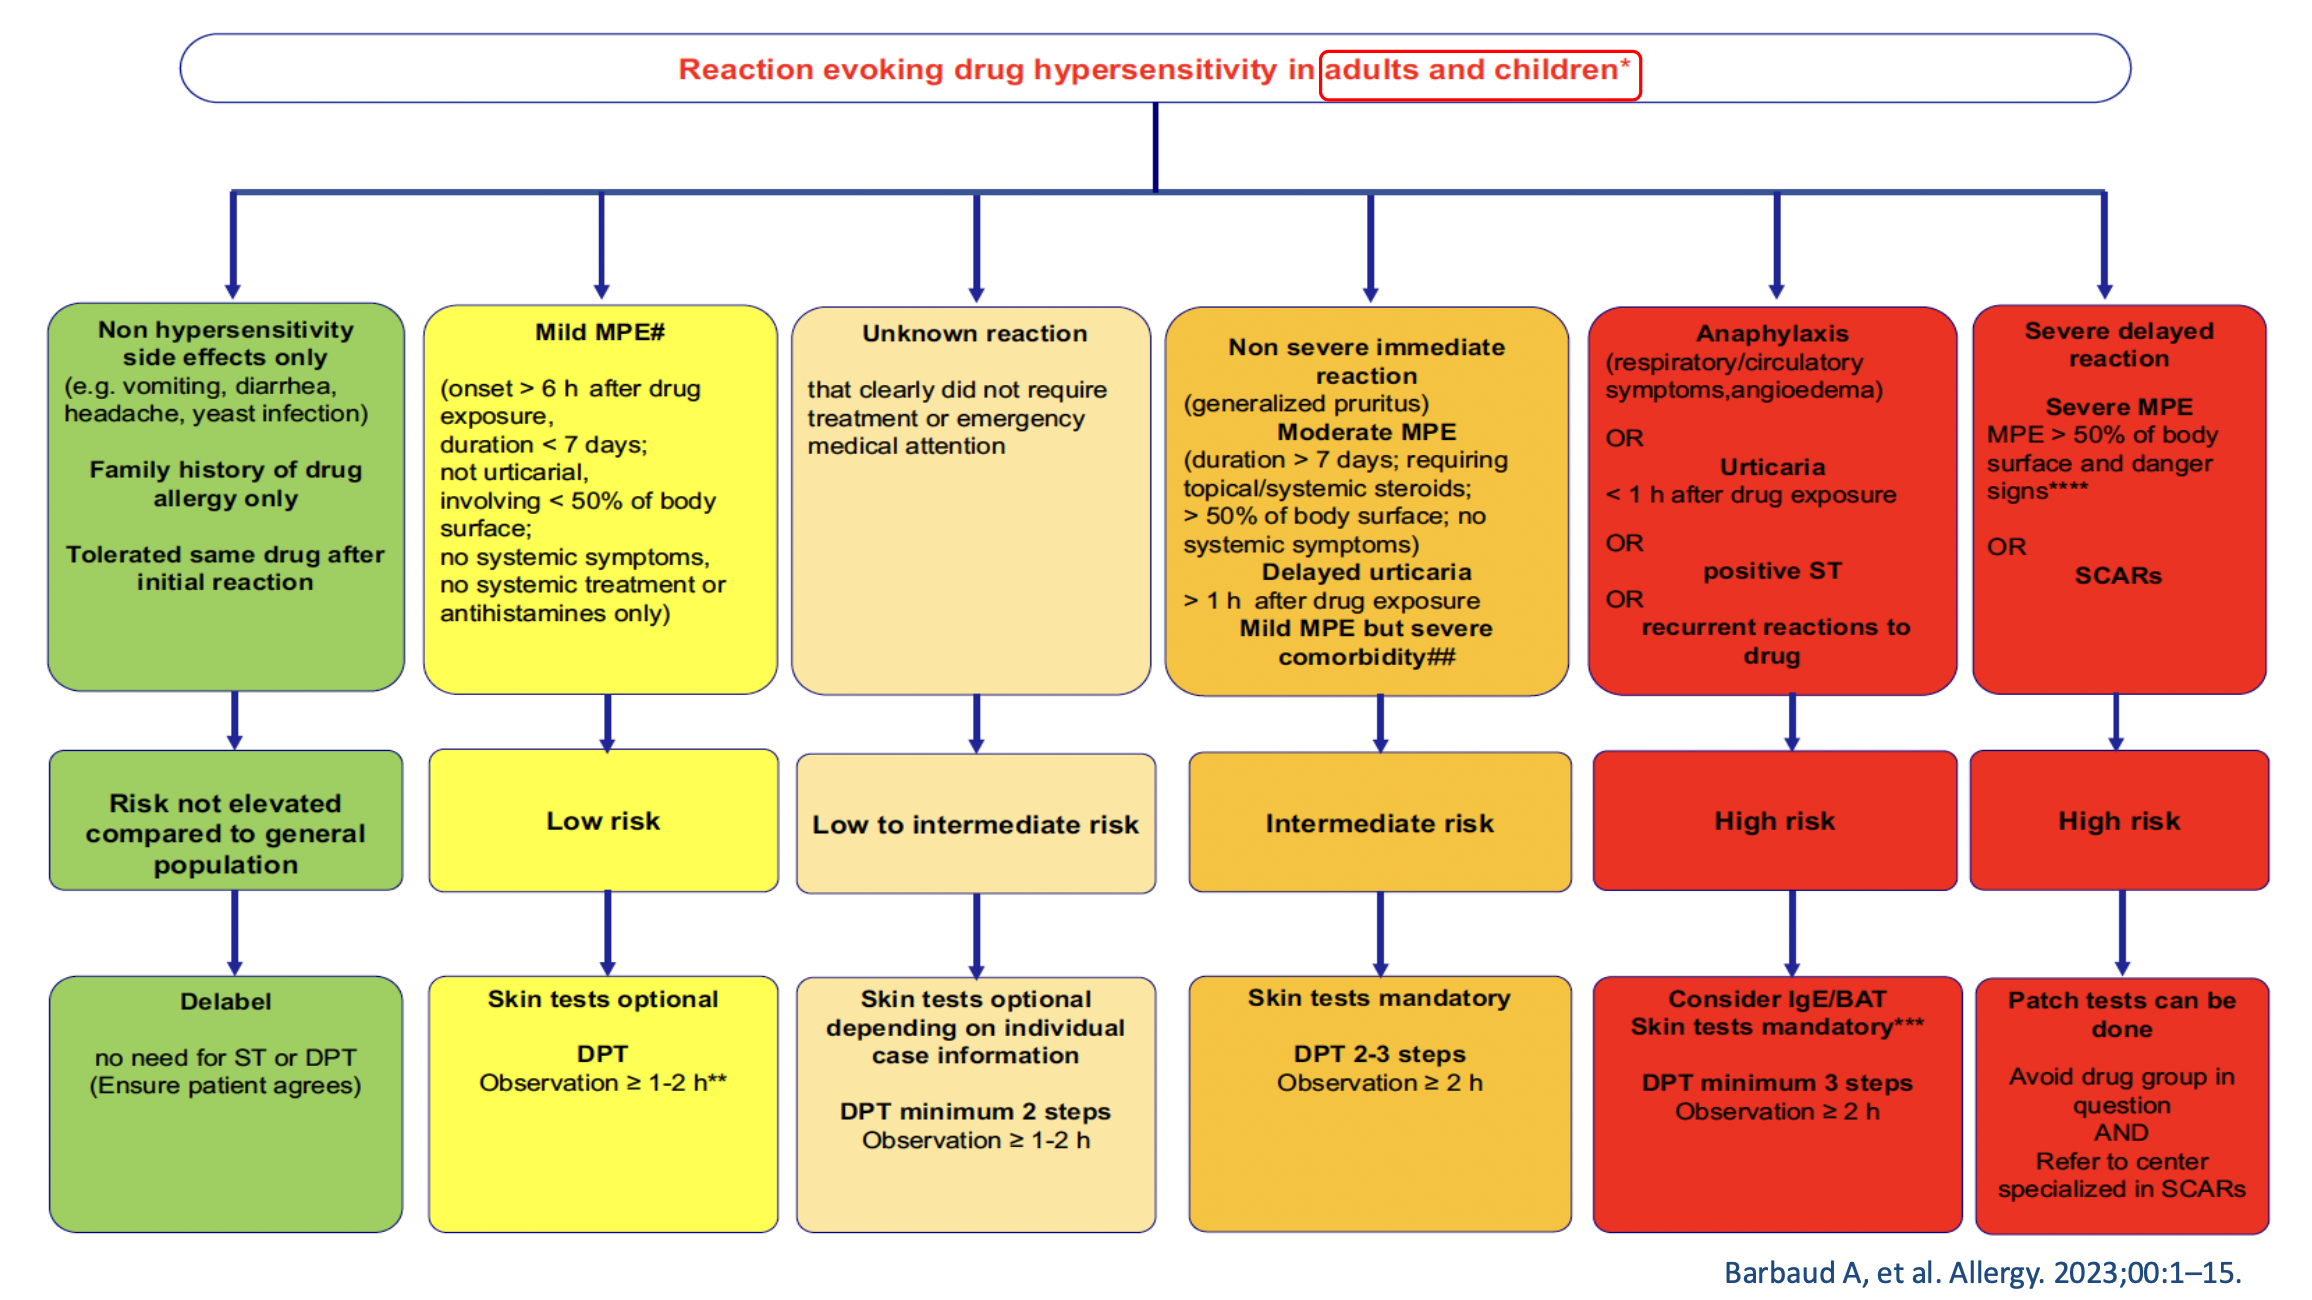 Reaction evoking drug hypersensitivity in adults and children*
Non hypersensitivity
side effects only
(e.g. vomiting, diarrhea,
headache, yeast infection)
Family history of drug
allergy only
Tolerated same drug after
initial reaction
Mild MPE#
(onset > 6 h after drug
exposure,
duration < 7 days;
not urticarial,
involving < 50% of body
surface;
no systemic symptoms,
no systemic treatment or
antihistamines only)
Unknown reaction
that clearly did not require
treatment or emergency
medical attention
Non severe immediate
reaction
(generalized pruritus)
Moderate MPE
(duration > 7 days; requiring
topical/systemic steroids;
> 50% of body surface; no
systemic symptoms)
Delayed urticaria
> 1 h after drug exposure
Mild MPE but severe
comorbidity##
Anaphylaxis
(respiratory/circulatory
symptoms,angioedema)
OR
Urticaria
< 1 h after drug exposure
OR
positive ST
OR
recurrent reactions to
drug
Severe delayed
reaction
Severe MPE
MPE > 50% of body
surface and danger
signs****
OR
SCARs
Risk not elevated
compared to general
population
Low risk
Low to intermediate risk
Intermediate risk
High risk
High risk
Delabel
no need for ST or DPT
(Ensure patient agrees)
Skin tests optional
DPT
Observation ≥ 1-2 h**
Skin tests optional
depending on individual
case information
DPT minimum 2 steps
Observation ≥ 1-2 h
Skin tests mandatory
DPT 2-3 steps
Observation ≥ 2 h
Consider IgE/BAT
Skin tests mandatory***
DPT minimum 3 steps
Observation ≥ 2 h
Patch tests can be
done
Avoid drug group in
question
AND
Refer to center
specialized in SCARs
Barbaud A, et al. Allergy. 2023;00:1–15.